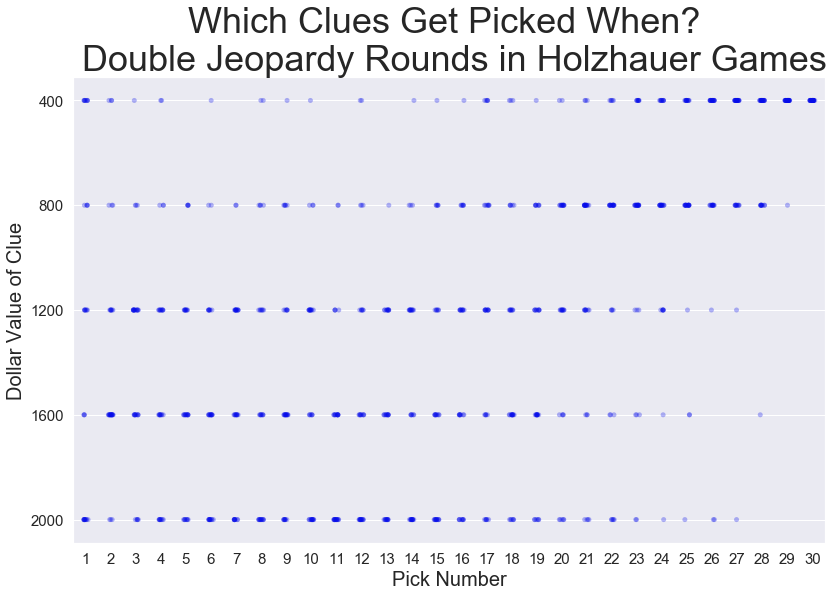 Which Clues Get Picked When?
Double Jeopardy Rounds in Holzhauer Games
Dollar Value of Clue
400
800
1200
1600
2000
1 2 3 4 5 6 7 8 9 10 11 12 13 14 15 16 17 18 19 20 21 22 23 24 25 26 27 28 29 30
Pick Number